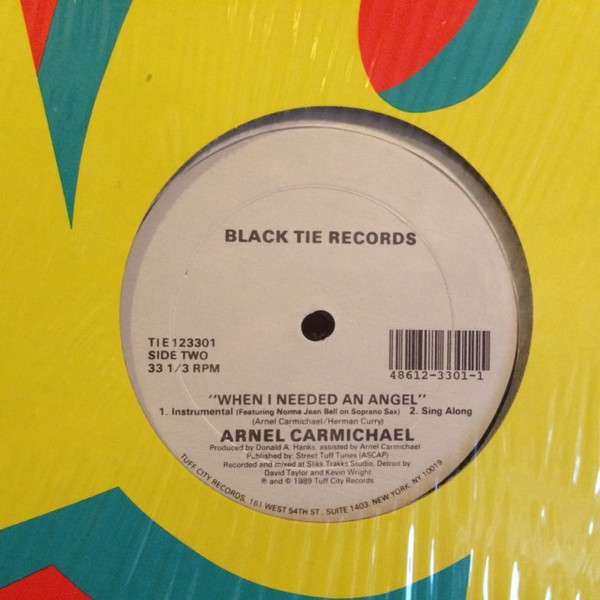 BLACK TIE RECORDS
TIE123301
SIDE TWO
33 1/3 RPM
48612-3301-1
"WHEN I NEEDED AN ANGEL"
1. Instrumental (Featuring Norma Jean Bell on Soprano Sax) 2. Sing Along
(Arnel Carmichael/Herman Curry)
ARNEL CARMICHAEL
Produced by Donald A. Hanks, assisted by Arnel Carmichael
Published by: Street Tuff Tunes (ASCAP)
Recorded and mixed at Slikk Trakks Studio, Detroit by
David Taylor and Kevin Wright
℗ and © 1989 Tuff City Records
TUFF CITY RECORDS, 161 WEST 54TH ST., SUITE 1403, NEW YORK, NY 10019